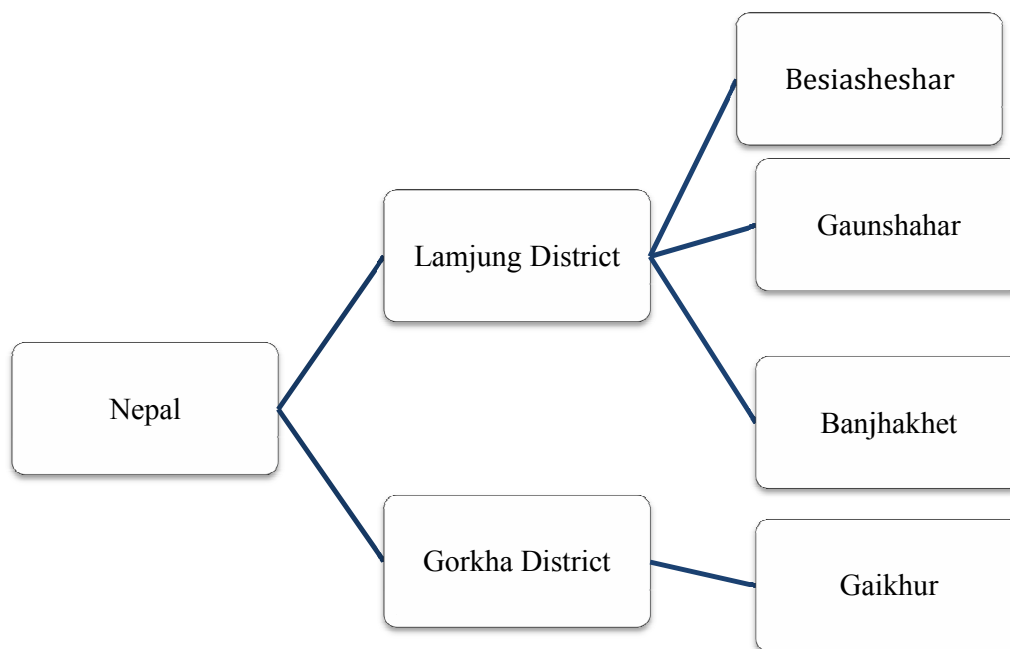 Besiasheshar
Gaunshahar
Lamjung District
Nepal
Banjhakhet
Gorkha District
Gaikhur